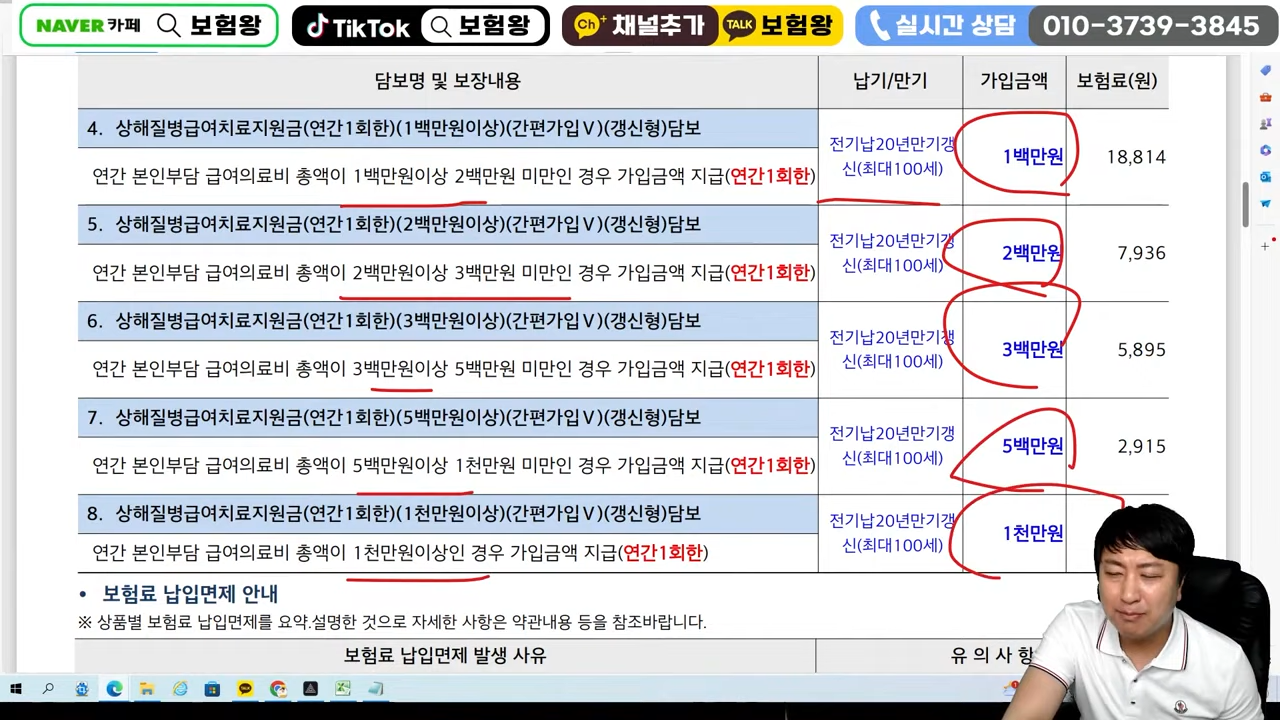 NAVER 카페 보험왕 TikTok 보험왕 Ch+ 채널추가 TALK 보험왕 실시간 상담 010-3739-3845
담보명 및 보장내용 납기/만기 가입금액 보험료(원)
4. 상해질병급여치료지원금(연간1회한)(1백만원이상)(간편가입Ⅴ)(갱신형)담보
전기납20년만기갱
신(최대100세)
1백만원 18,814
연간 본인부담 급여의료비 총액이 1백만원이상 2백만원 미만인 경우 가입금액 지급(연간1회한)
5. 상해질병급여치료지원금(연간1회한)(2백만원이상)(간편가입Ⅴ)(갱신형)담보
전기납20년만기갱
신(최대100세)
2백만원 7,936
연간 본인부담 급여의료비 총액이 2백만원이상 3백만원 미만인 경우 가입금액 지급(연간1회한)
6. 상해질병급여치료지원금(연간1회한)(3백만원이상)(간편가입Ⅴ)(갱신형)담보
전기납20년만기갱
신(최대100세)
3백만원 5,895
연간 본인부담 급여의료비 총액이 3백만원이상 5백만원 미만인 경우 가입금액 지급(연간1회한)
7. 상해질병급여치료지원금(연간1회한)(5백만원이상)(간편가입Ⅴ)(갱신형)담보
전기납20년만기갱
신(최대100세)
5백만원 2,915
연간 본인부담 급여의료비 총액이 5백만원이상 1천만원 미만인 경우 가입금액 지급(연간1회한)
8. 상해질병급여치료지원금(연간1회한)(1천만원이상)(간편가입Ⅴ)(갱신형)담보
전기납20년만기갱
신(최대100세)
1천만원
연간 본인부담 급여의료비 총액이 1천만원이상인 경우 가입금액 지급(연간1회한)
• 보험료 납입면제 안내
※ 상품별 보험료 납입면제를 요약.설명한 것으로 자세한 사항은 약관내용 등을 참조바랍니다.
보험료 납입면제 발생 사유 유 의 사 항